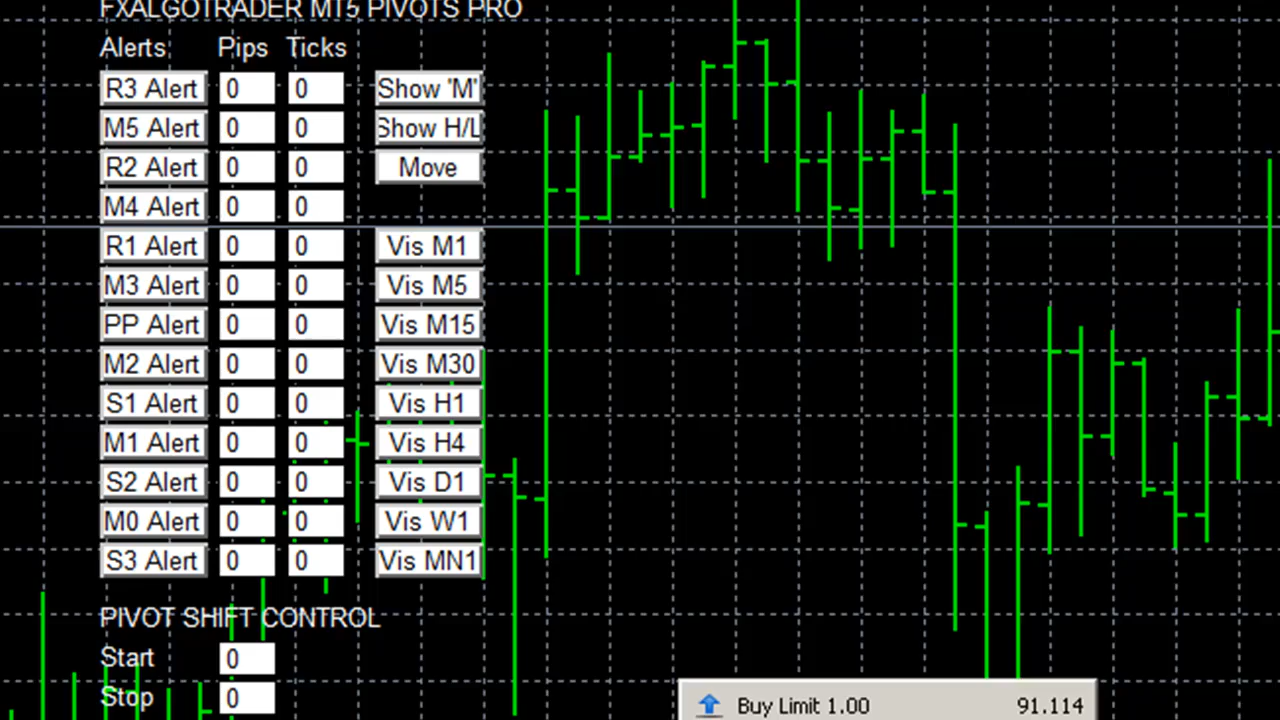 FXALGOTRADER MT5 PIVOTS PRO
Alerts Pips Ticks
R3 Alert 0 0 Show 'M'
M5 Alert 0 0 Show H/L
R2 Alert 0 0 Move
M4 Alert 0 0
R1 Alert 0 0 Vis M1
M3 Alert 0 0 Vis M5
PP Alert 0 0 Vis M15
M2 Alert 0 0 Vis M30
S1 Alert 0 0 Vis H1
M1 Alert 0 0 Vis H4
S2 Alert 0 0 Vis D1
M0 Alert 0 0 Vis W1
S3 Alert 0 0 Vis MN1
PIVOT SHIFT CONTROL
Start 0
Stop 0
Buy Limit 1.00 91.114